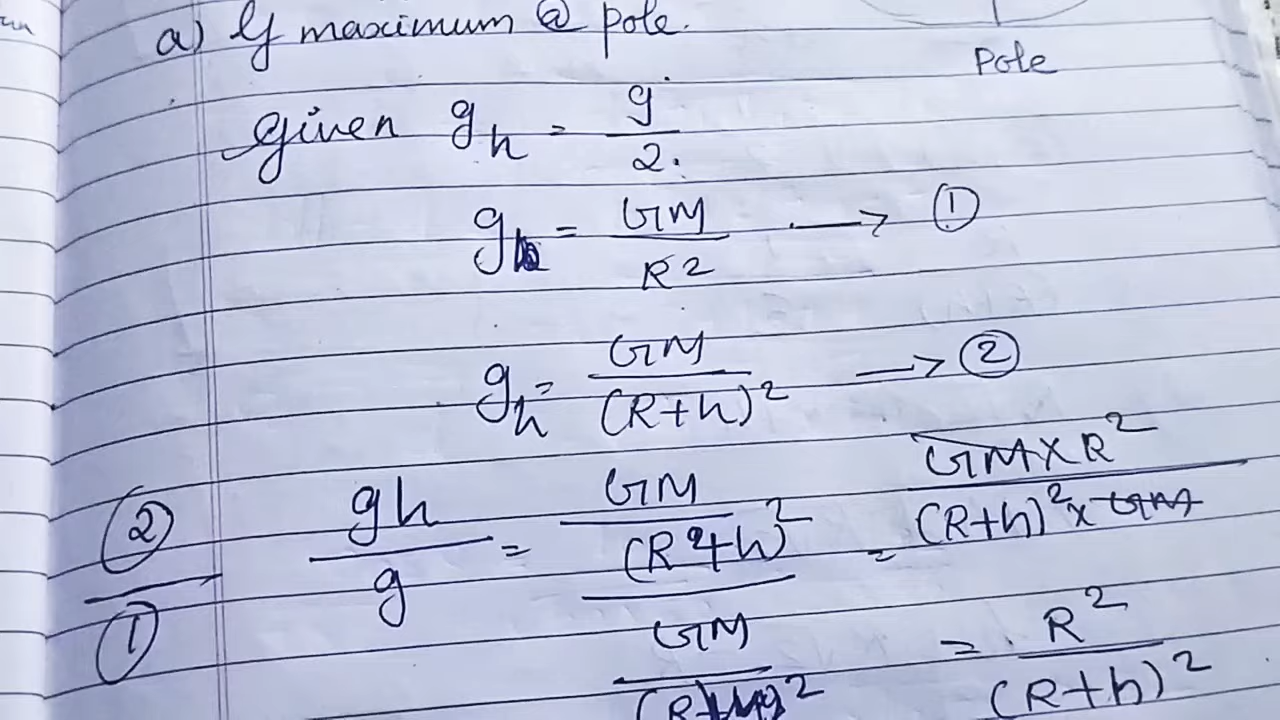 a) g maximum @ pole.
Pole
Given gh = g/2.
g = GM/R2 → ①
gh = GM/(R+h)2 → ②
②/① gh/g = GM/(R+h)2 / GM/ 2 = GM×R2/(R+h)2×GM
= R2/(R+h)2